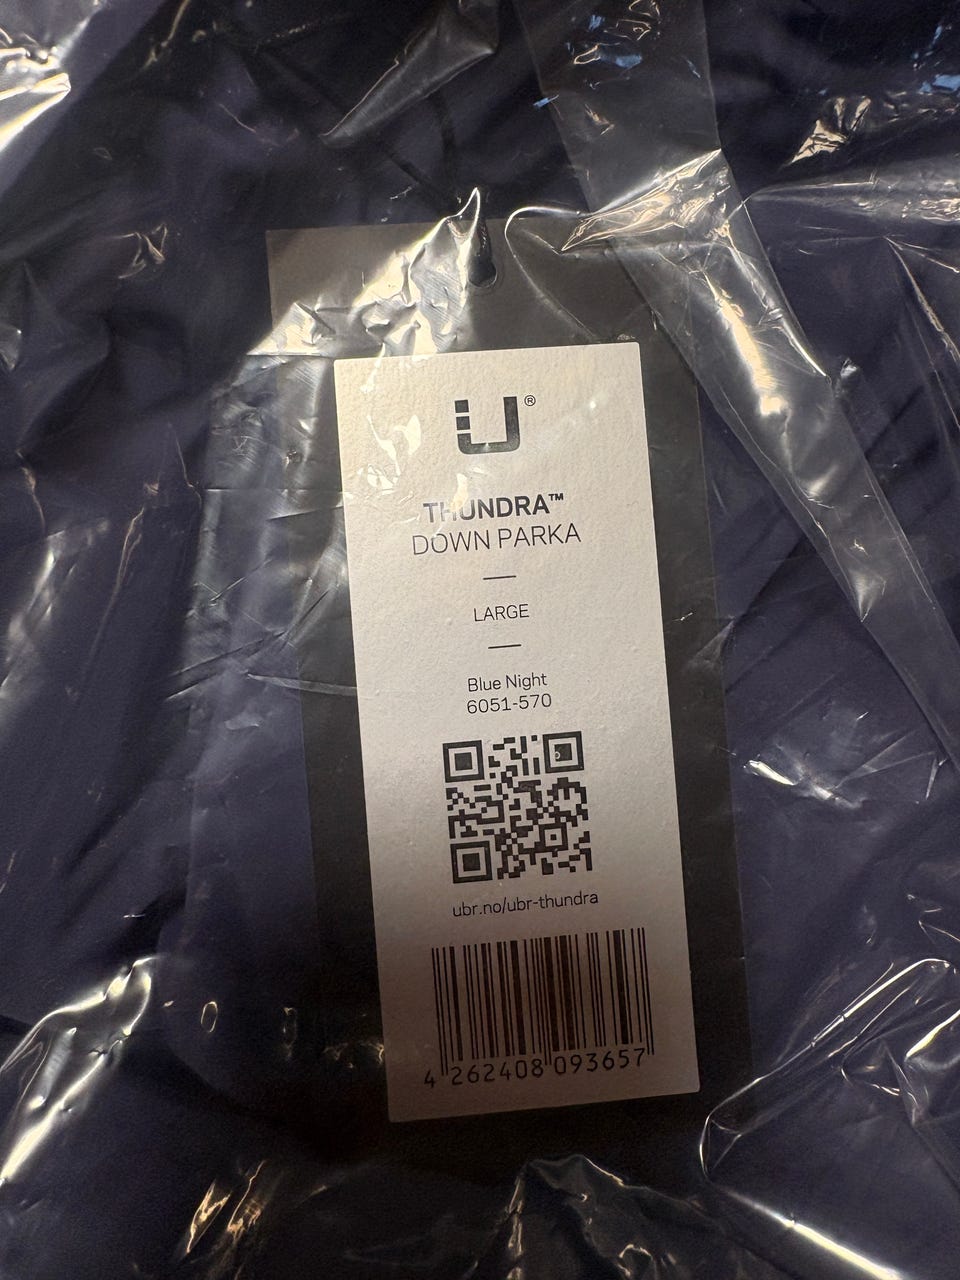 U®
THUNDRA™
DOWN PARKA
LARGE
Blue Night
6051-570
ubr.no/ubr-thundra
4 262408 093657